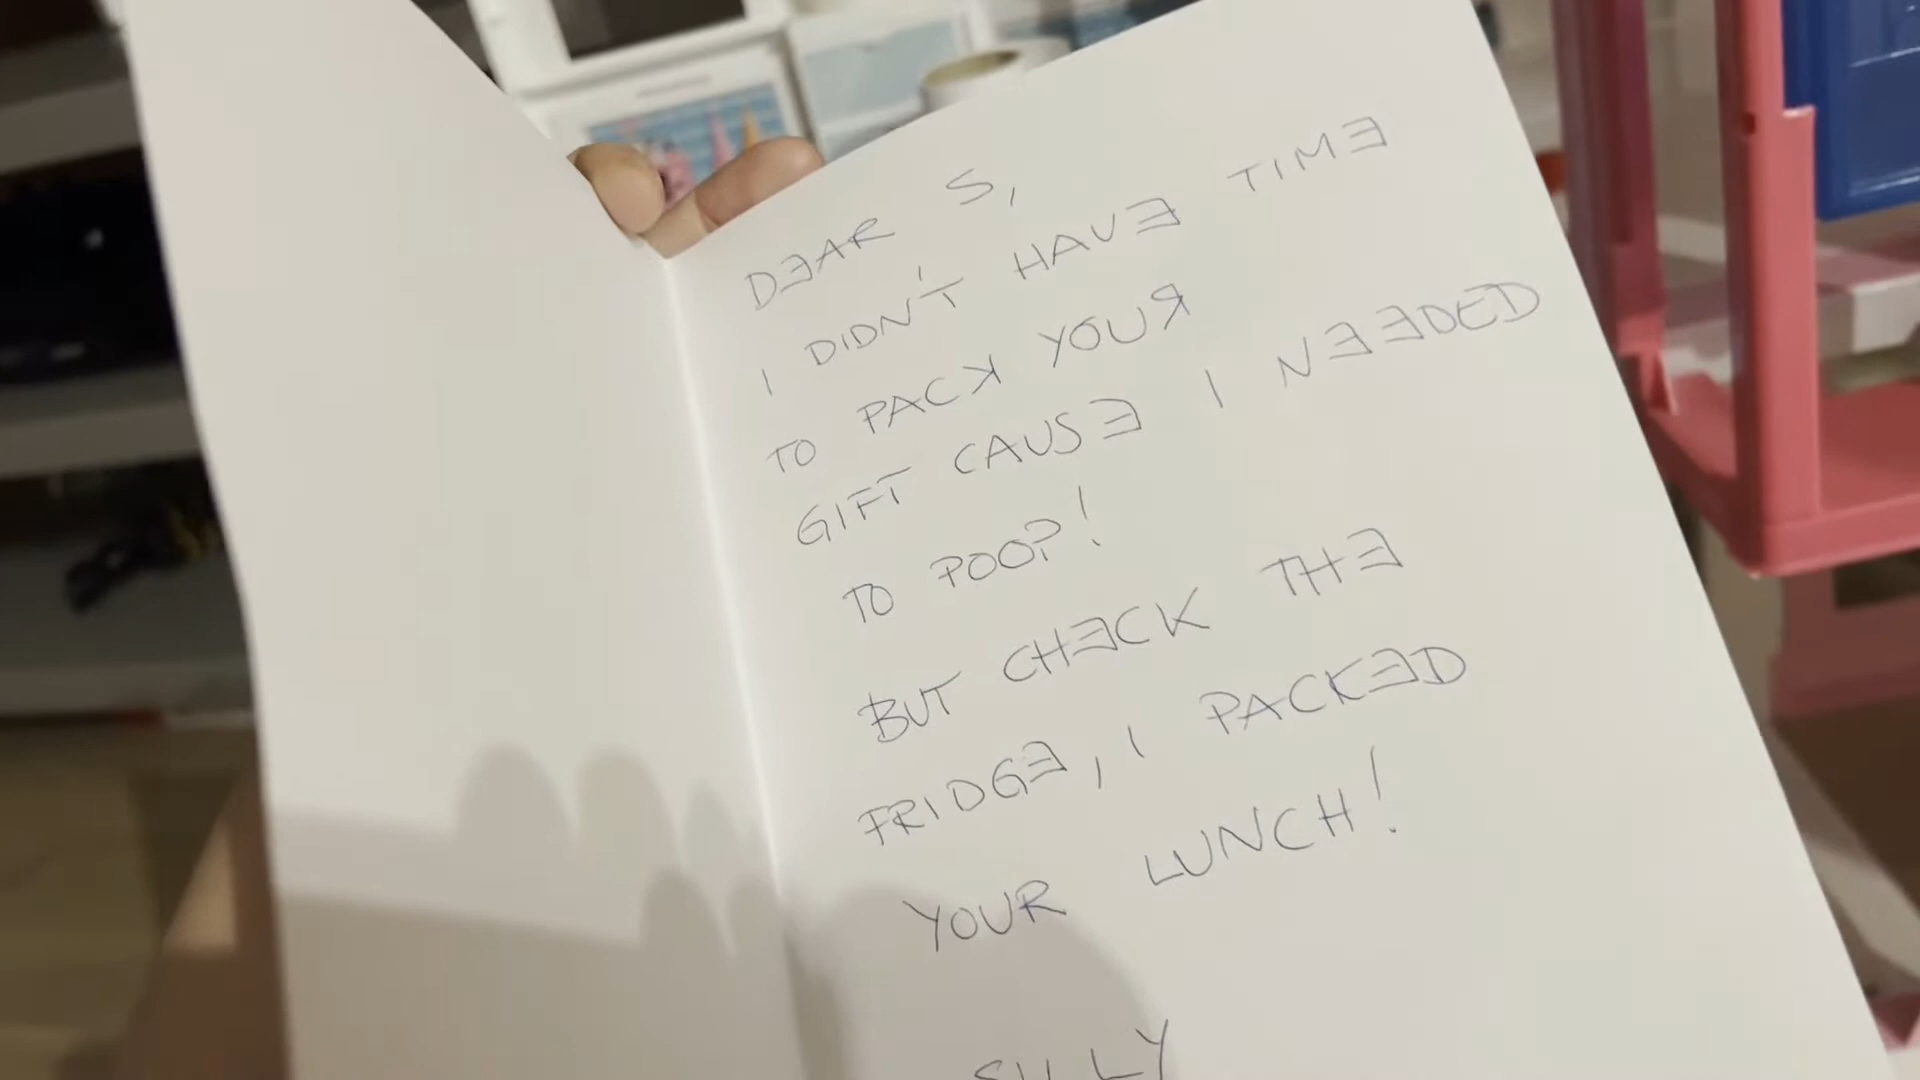 DEAR S,
I DIDN'T HAVE TIME
TO PACK YOUR
GIFT CAUSE I NEEDED
TO POOP!
BUT CHECK THE
FRIDGE, I PACKED
YOUR LUNCH!
SILLY